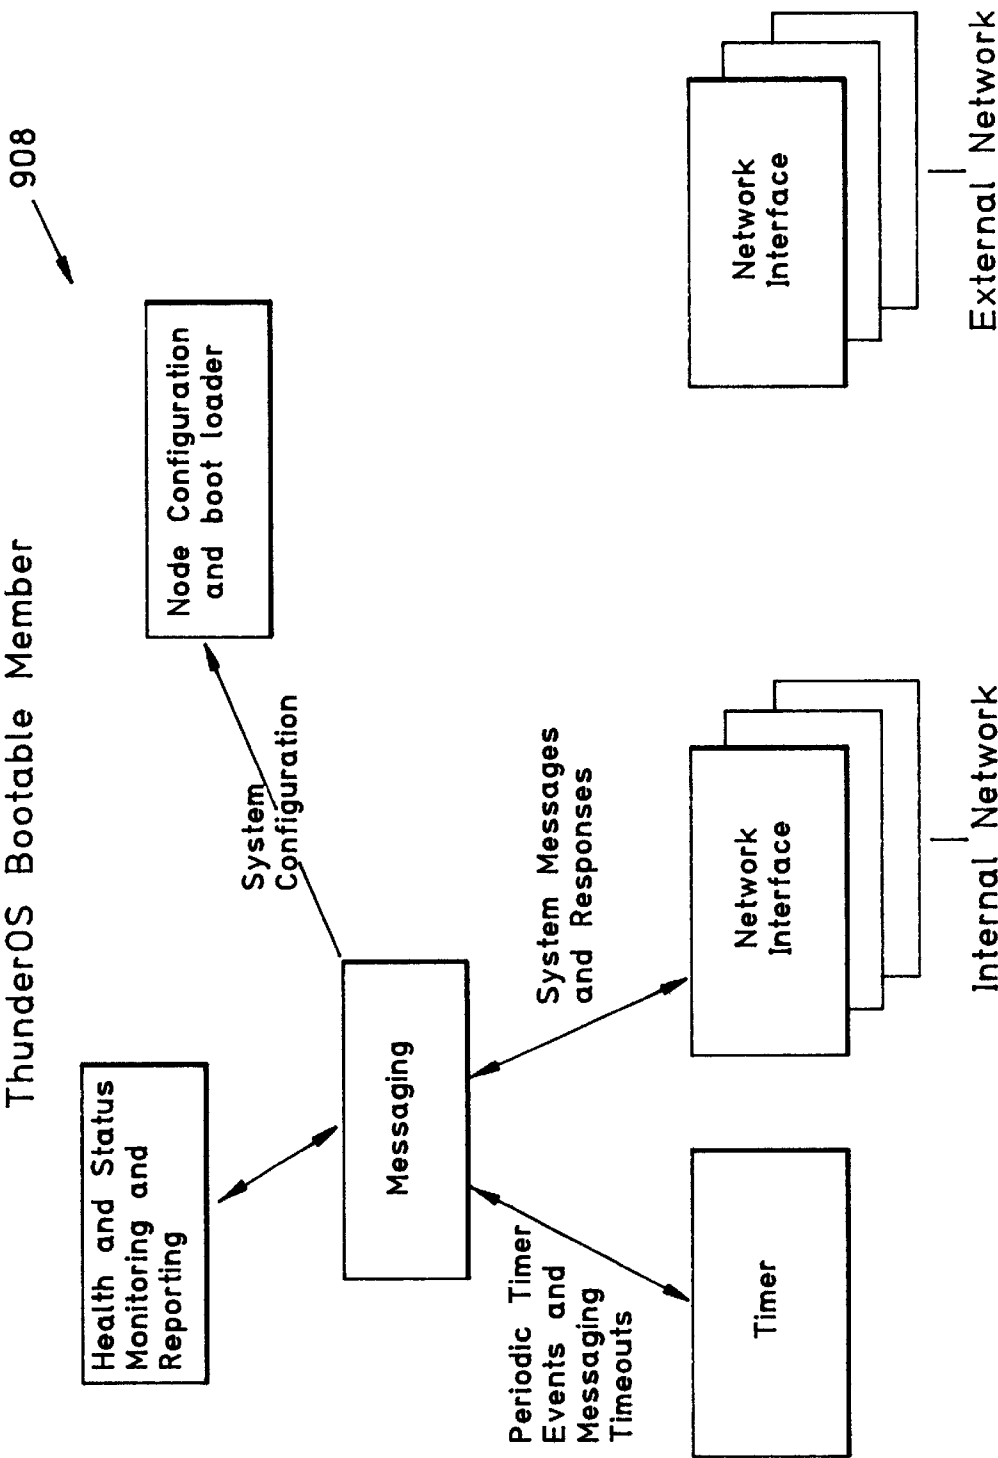 ThunderOS Bootable Member
908
Health and Status
Monitoring and
Reporting
Node Configuration
and boot loader
System
Configuration
Messaging
Periodic Timer
Events and
Messaging
Timeouts
System Messages
and Responses
Timer
Network
Interface
Network
Interface
Internal Network
External Network